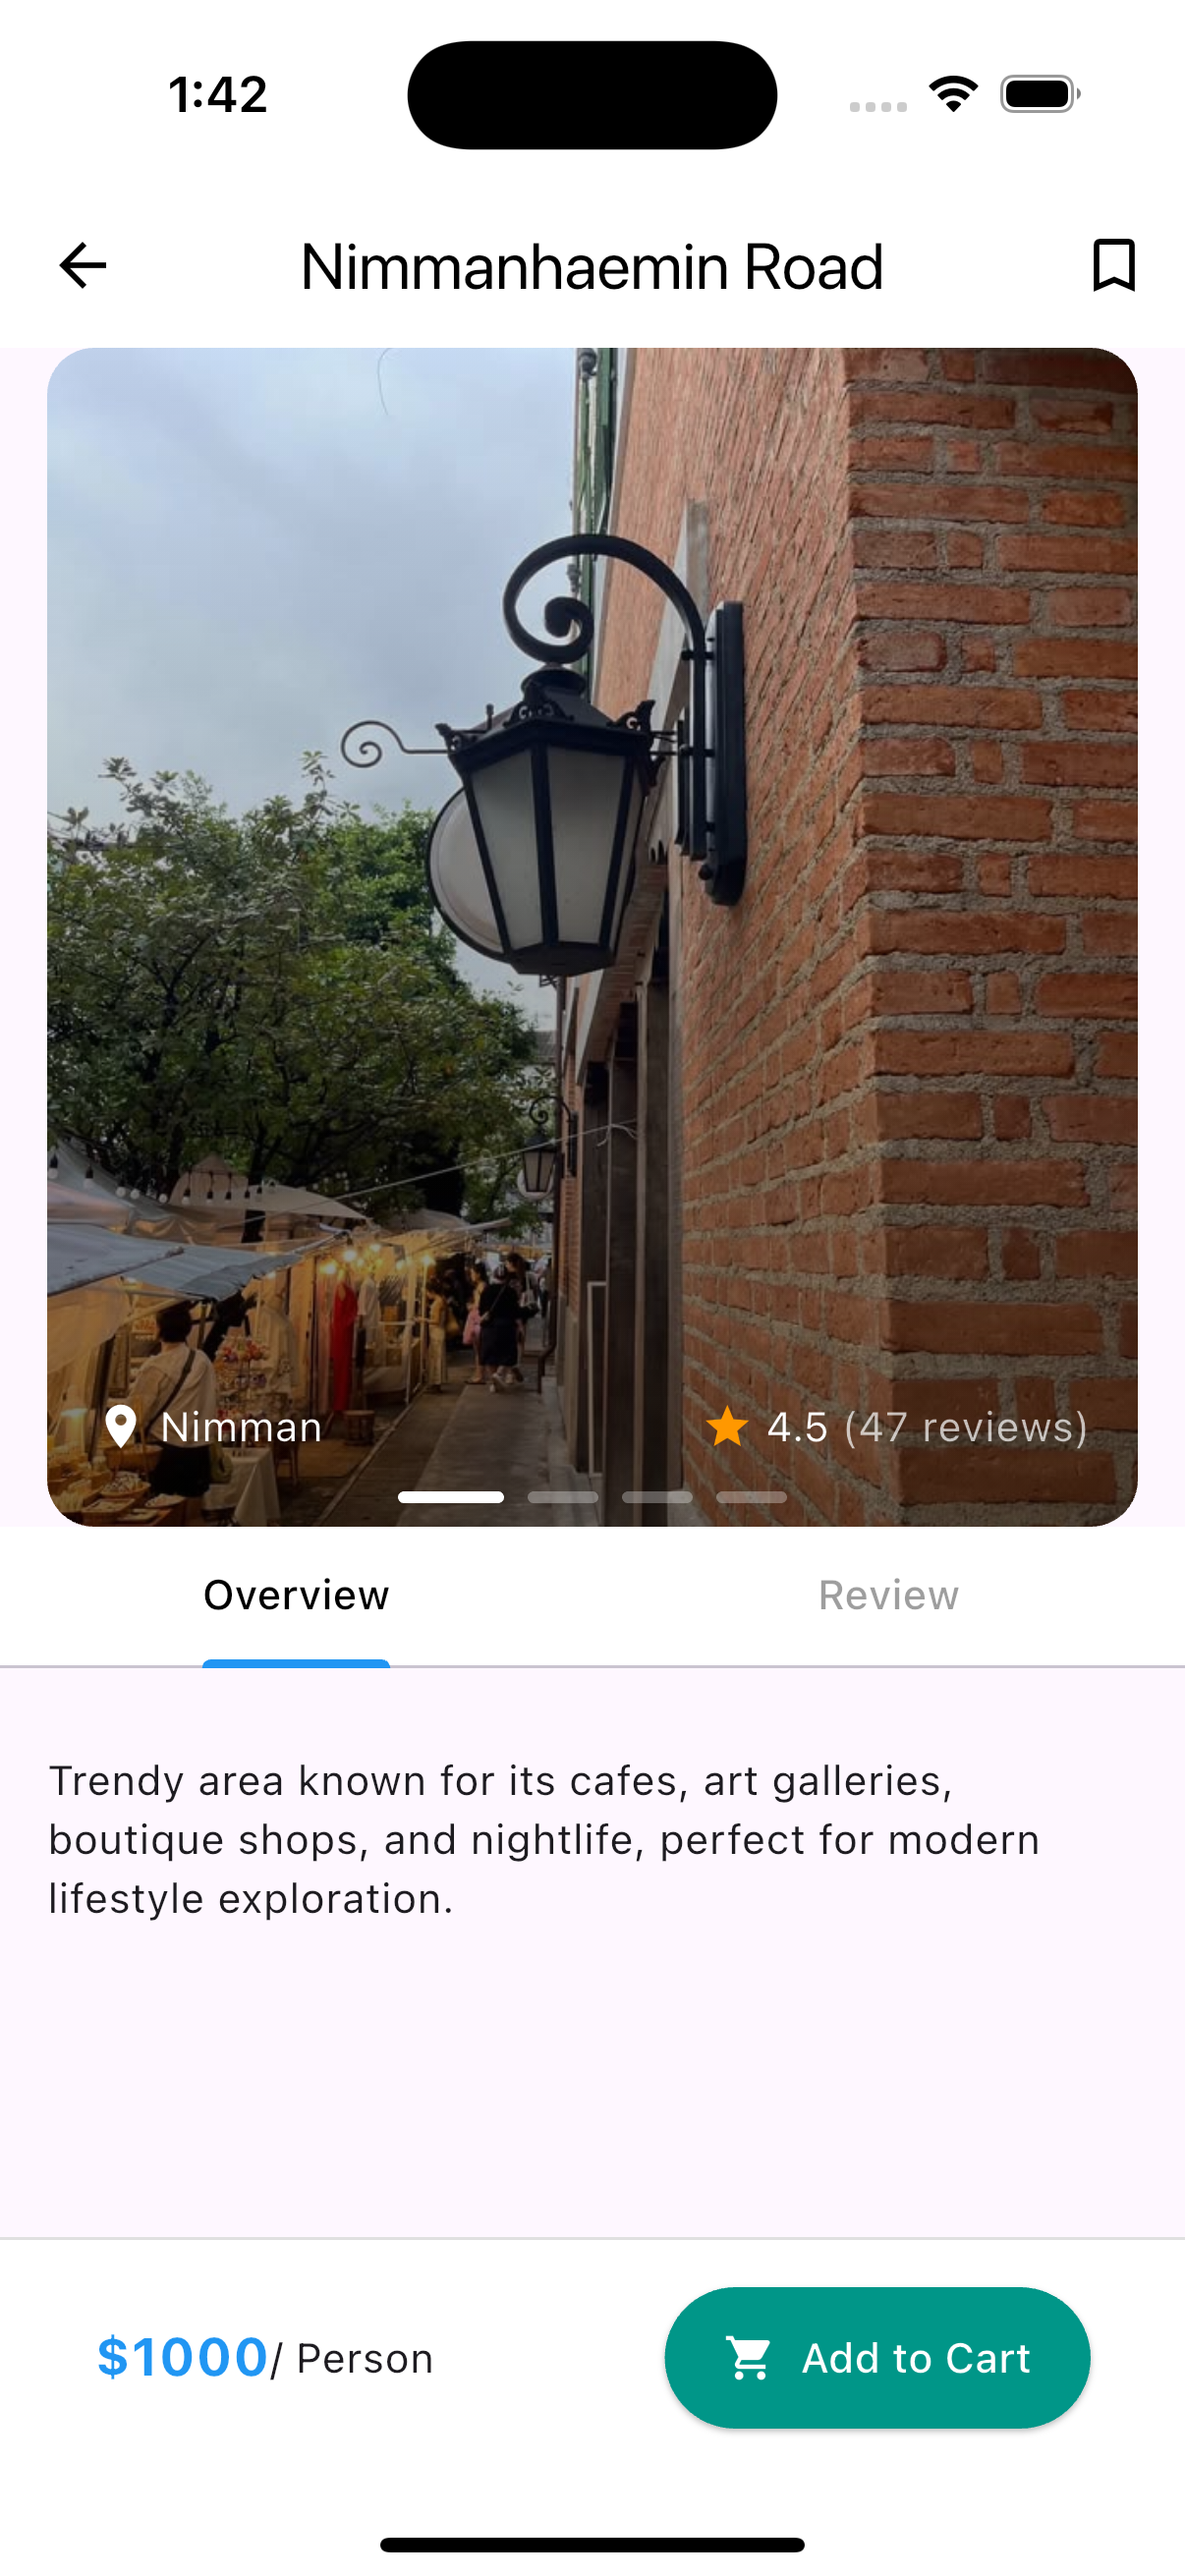 1:42
Nimmanhaemin Road
Nimman
4.5 (47 reviews)
Overview
Review
Trendy area known for its cafes, art galleries,
boutique shops, and nightlife, perfect for modern
lifestyle exploration.
$1000/ Person
Add to Cart